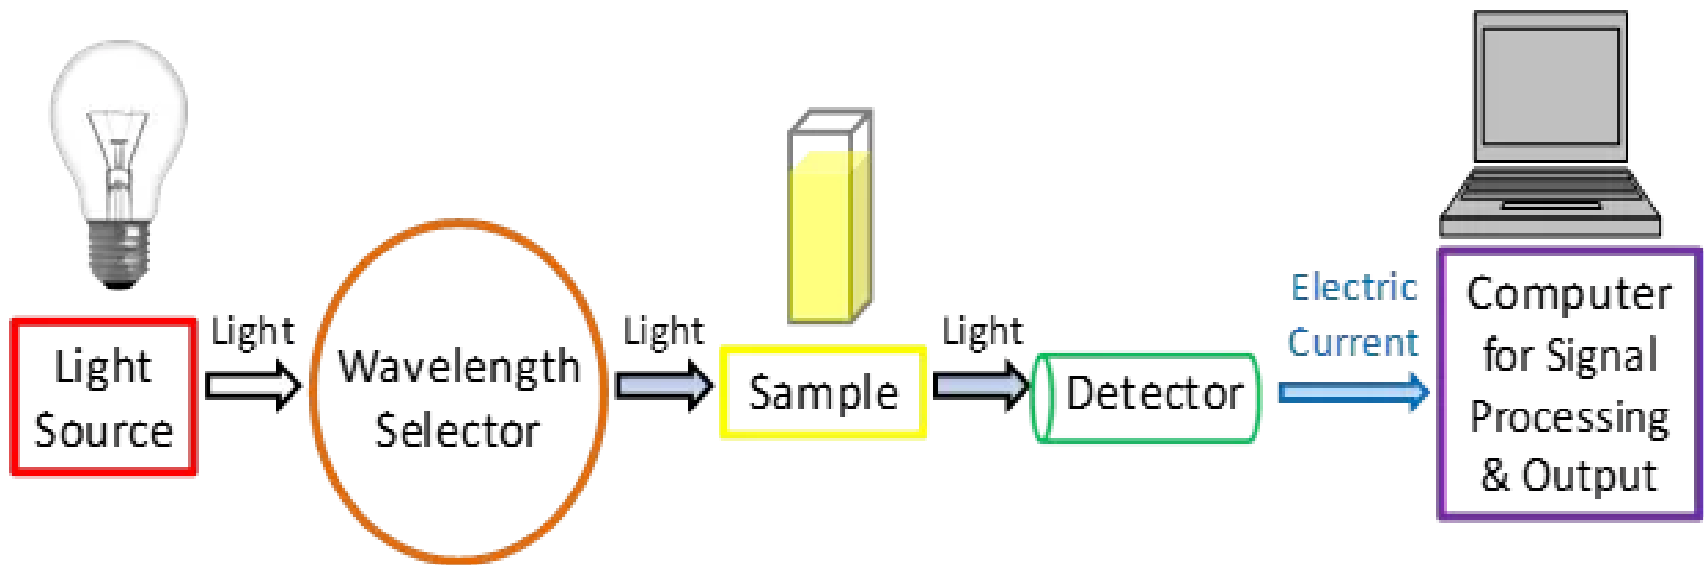 Light
Source
Light
Wavelength
Selector
Light
Sample
Light
Detector
Electric
Current
Computer
for Signal
Processing
& Output